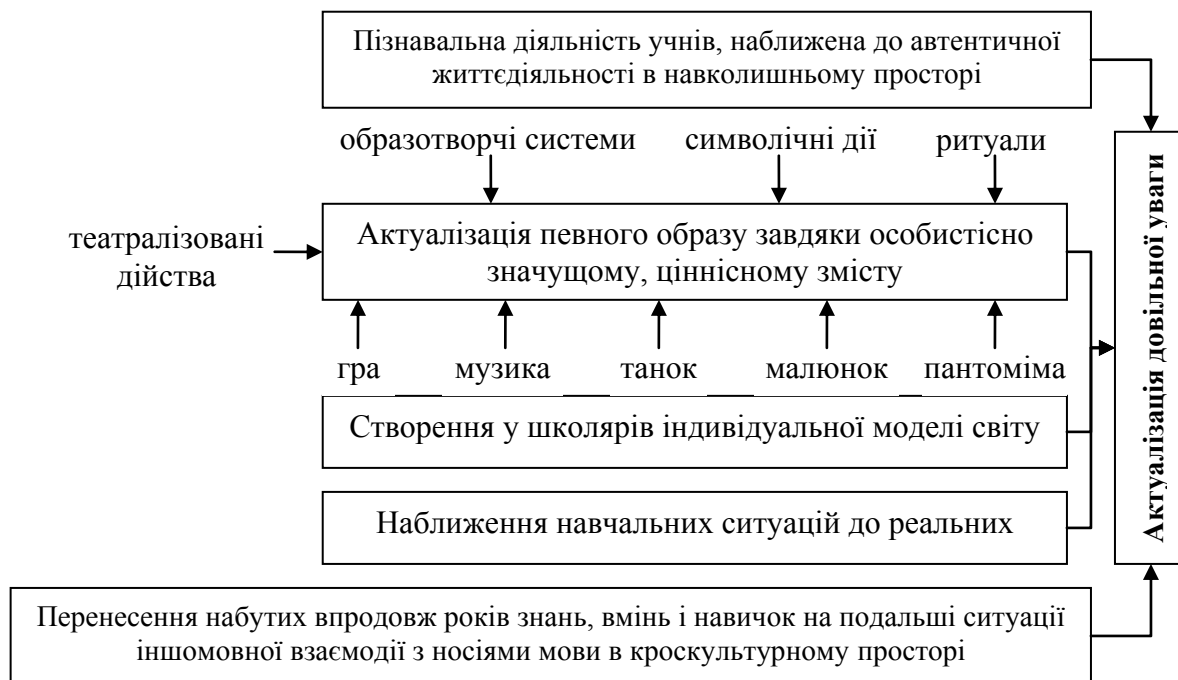 Пізнавальна діяльність учнів, наближена до автентичної
життєдіяльності в навколишньому просторі
образотворчі системи
символічні дії
ритуали
театралізовані
дійства
Актуалізація певного образу завдяки особистісно
значущому, ціннісному змісту
гра
музика
танок
малюнок
пантоміма
Створення у школярів індивідуальної моделі світу
Наближення навчальних ситуацій до реальних
Перенесення набутих впродовж років знань, вмінь і навичок на подальші ситуації
іншомовної взаємодії з носіями мови в кроскультурному просторі
Актуалізація довільної уваги